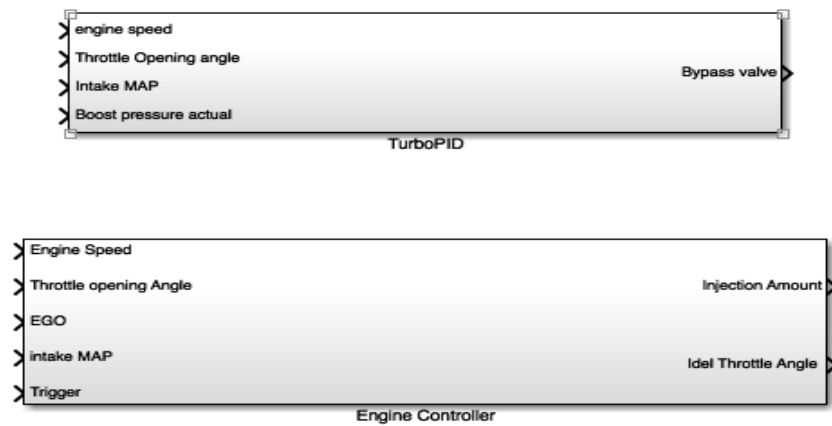 engine speed
Throttle Opening angle
Intake MAP
Boost pressure actual
Bypass valve
TurboPID
Engine Speed
Throttle opening Angle
EGO
intake MAP
Trigger
Injection Amount
Idel Throttle Angle
Engine Controller